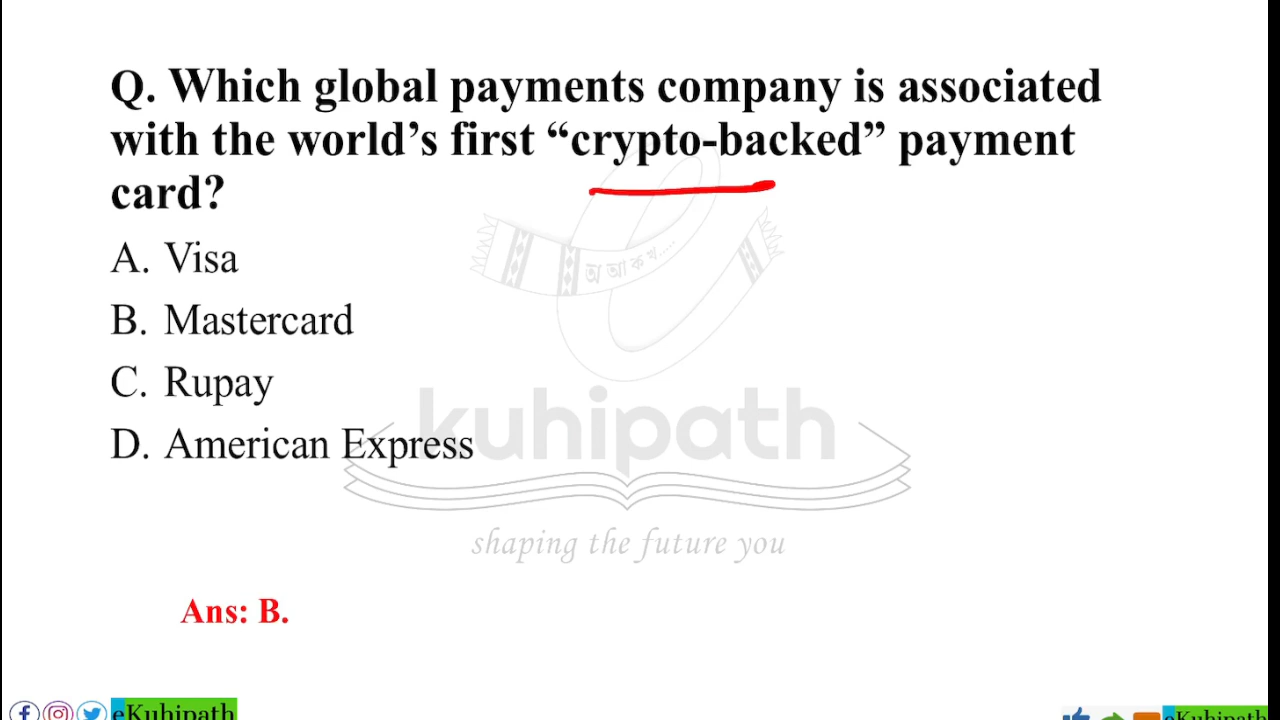 Q. Which global payments company is associated
with the world’s first “crypto-backed” payment
card?
A. Visa
B. Mastercard
C. Rupay
D. American Express
অ আ ক খ....
kuhipath
shaping the future you
Ans: B.
eKuhipath
eKuhipath